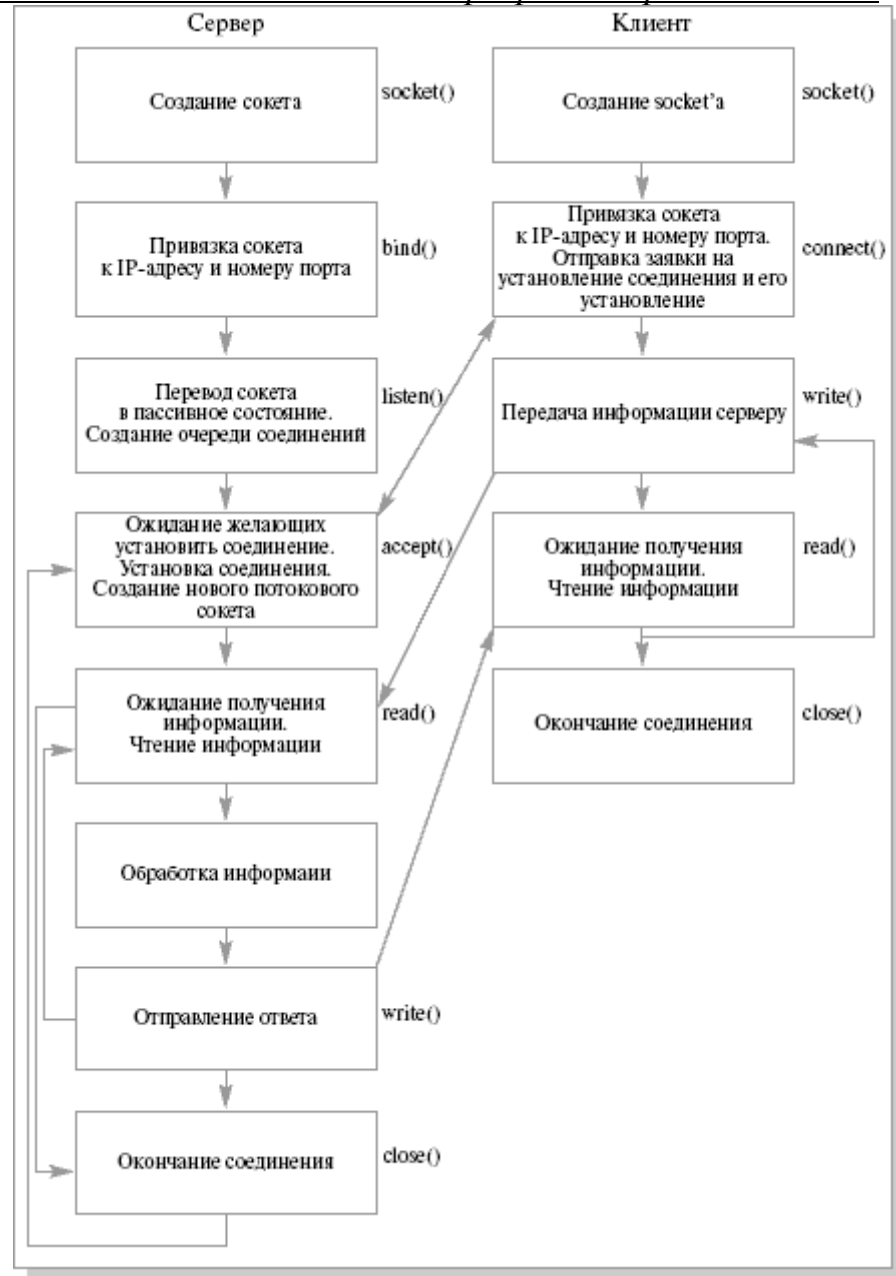 Сервер
Создание сокета
socket()
Привязка сокета
к IP-адресу и номеру порта
bind()
Перевод сокета
в пассивное состояние.
Создание очереди соединений
listen()
Ожидание желающих
установить соединение.
Установка соединения.
Создание нового потокового
сокета
accept()
Ожидание получения
информации.
Чтение информации
read()
Обработка информаии
Отправление ответа
write()
Окончание соединения
close()
Клиент
Создание socket'а
socket()
Привязка сокета
к IP-адресу и номеру порта.
Отправка заявки на
установление соединения и его
установление
connect()
Передача информации серверу
write()
Ожидание получения
информации.
Чтение информации
read()
Окончание соединения
close()